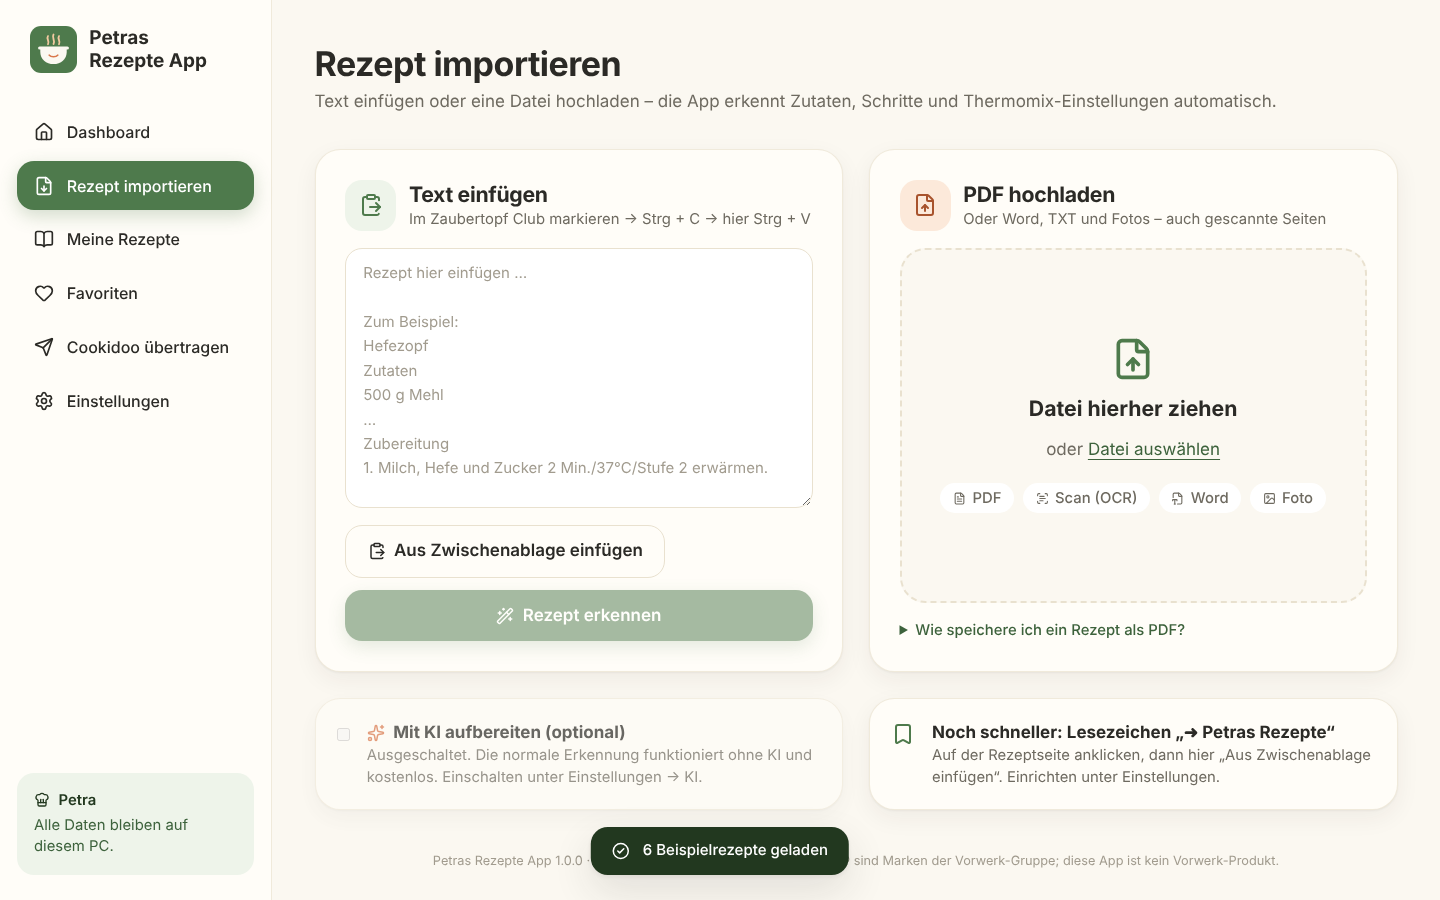 Petras
Rezepte App
Dashboard
Rezept importieren
Meine Rezepte
Favoriten
Cookidoo übertragen
Einstellungen
Petra
Alle Daten bleiben auf
diesem PC.
Rezept importieren
Text einfügen oder eine Datei hochladen – die App erkennt Zutaten, Schritte und Thermomix-Einstellungen automatisch.
Text einfügen
Im Zaubertopf Club markieren → Strg + C → hier Strg + V
Rezept hier einfügen ...
Zum Beispiel:
Hefezopf
Zutaten
500 g Mehl
...
Zubereitung
1. Milch, Hefe und Zucker 2 Min./37°C/Stufe 2 erwärmen.
Aus Zwischenablage einfügen
Rezept erkennen
PDF hochladen
Oder Word, TXT und Fotos – auch gescannte Seiten
Datei hierher ziehen
oder Datei auswählen
PDF
Scan (OCR)
Word
Foto
▶ Wie speichere ich ein Rezept als PDF?
Mit KI aufbereiten (optional)
Ausgeschaltet. Die normale Erkennung funktioniert ohne KI und
kostenlos. Einschalten unter Einstellungen → KI.
Noch schneller: Lesezeichen „➜ Petras Rezepte“
Auf der Rezeptseite anklicken, dann hier „Aus Zwischenablage
einfügen“. Einrichten unter Einstellungen.
6 Beispielrezepte geladen
Petras Rezepte App 1.0.0 · sind Marken der Vorwerk-Gruppe; diese App ist kein Vorwerk-Produkt.